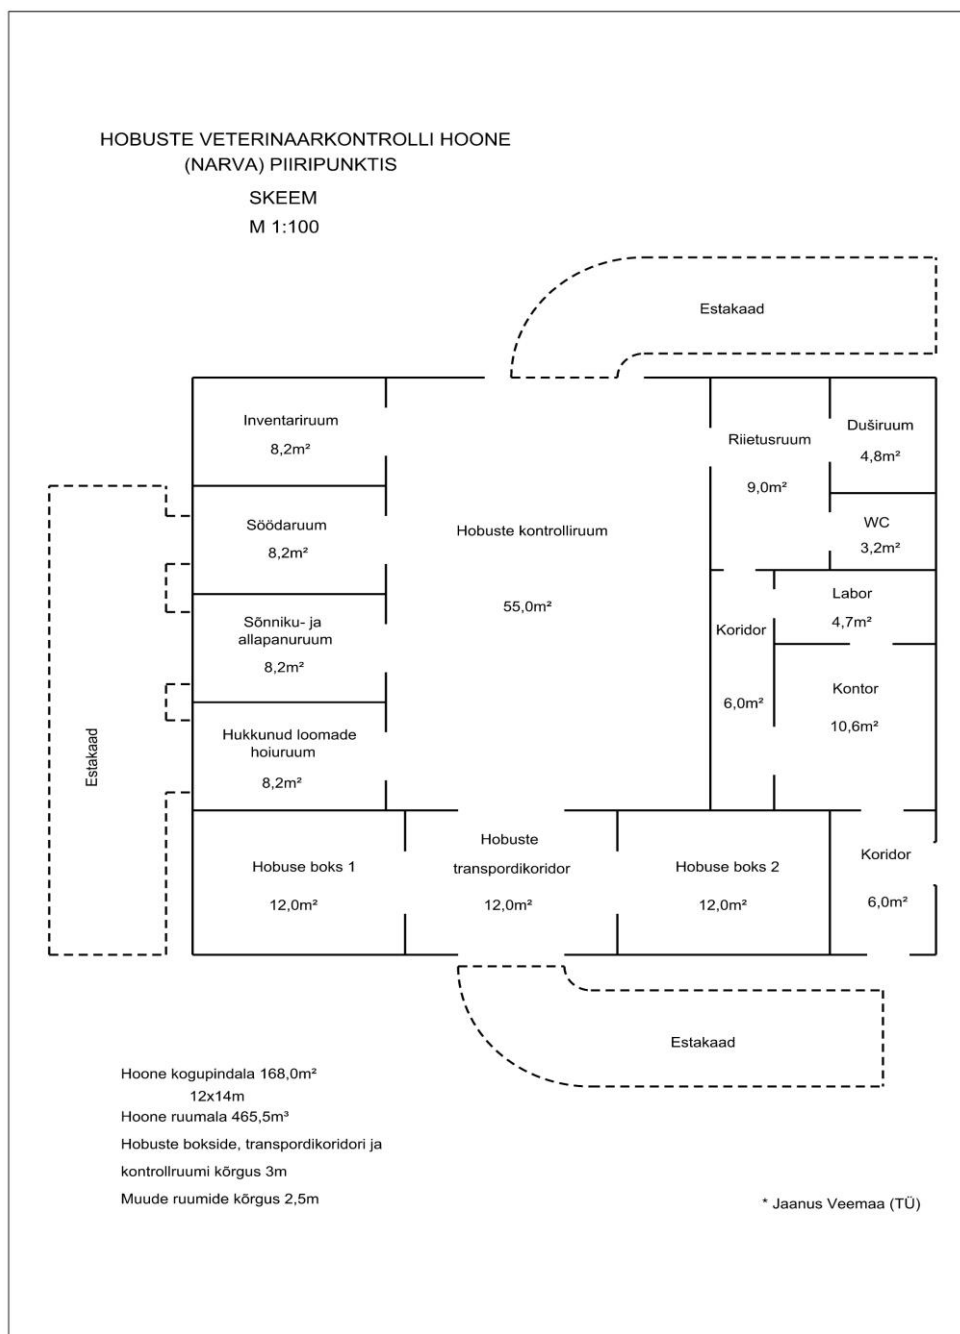 HOBUSTE VETERINAARKONTROLLI HOONE
(NARVA) PIIRIPUNKTIS
SKEEM
M 1:100
Estakaad
Inventariruum
8,2m²
Söödaruum
8,2m²
Sõnniku- ja
allapanuruum
8,2m²
Hukkunud loomade
hoiuruum
8,2m²
Estakaad
Hobuste kontrolliruum
55,0m²
Riietusruum
9,0m²
Duširuum
4,8m²
WC
3,2m²
Labor
4,7m²
Koridor
6,0m²
Kontor
10,6m²
Hobuse boks 1
12,0m²
Hobuste
transpordikoridor
12,0m²
Hobuse boks 2
12,0m²
Koridor
6,0m²
Estakaad
Hoone kogupindala 168,0m²
12x14m
Hoone ruumala 465,5m³
Hobuste bokside, transpordikoridori ja
kontrollruumi kõrgus 3m
Muude ruumide kõrgus 2,5m
* Jaanus Veemaa (TÜ)